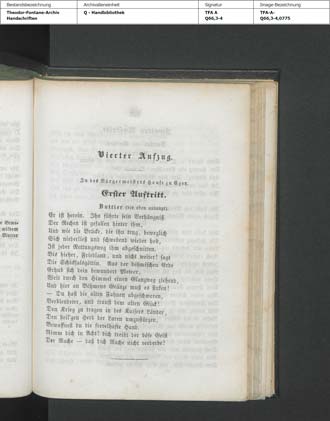 Bestandsbezeichnung Archivalieneinheit Signatur Image-Bezeichnung
Theodor-Fontane-Archiv Q - Handbibliothek TFA A TFA-A-
Handschriften Q66,3-4 Q66,3-4,0775
Vierter Aufzug.
In des Bürgermeisters Hause zu Eger.
Erster Auftritt.
Buttler (der eben anlangt).
Er ist herein. Ihn führte sein Verhängniß.
Der Rechen ist gefallen hinter ihm,
Und wie die Brücke, die ihn trug, beweglich
Sich niederließ und schwebend wieder hob,
Ist jeder Rettungsweg ihm abgeschnitten.
Bis hieher, Friedland, und nicht weiter! sagt
Die Schicksalsgöttin. Aus der böhmischen Erde
Erhub sich dein bewundert Meteor,
Weit durch den Himmel einen Glanzweg ziehend,
Und hier an Böhmens Gränze muß es sinken!
– Du hast die alten Fahnen abgeschworen,
Verblendeter, und traust dem alten Glück!
Den Krieg zu tragen in des Kaisers Länder,
Den heil'gen Herd der Laren umzustürzen,
Bewaffnest du die frevelhafte Hand.
Nimm dich in Acht! dich treibt der böse Geist
Der Rache – daß dich Rache nicht verderbe!